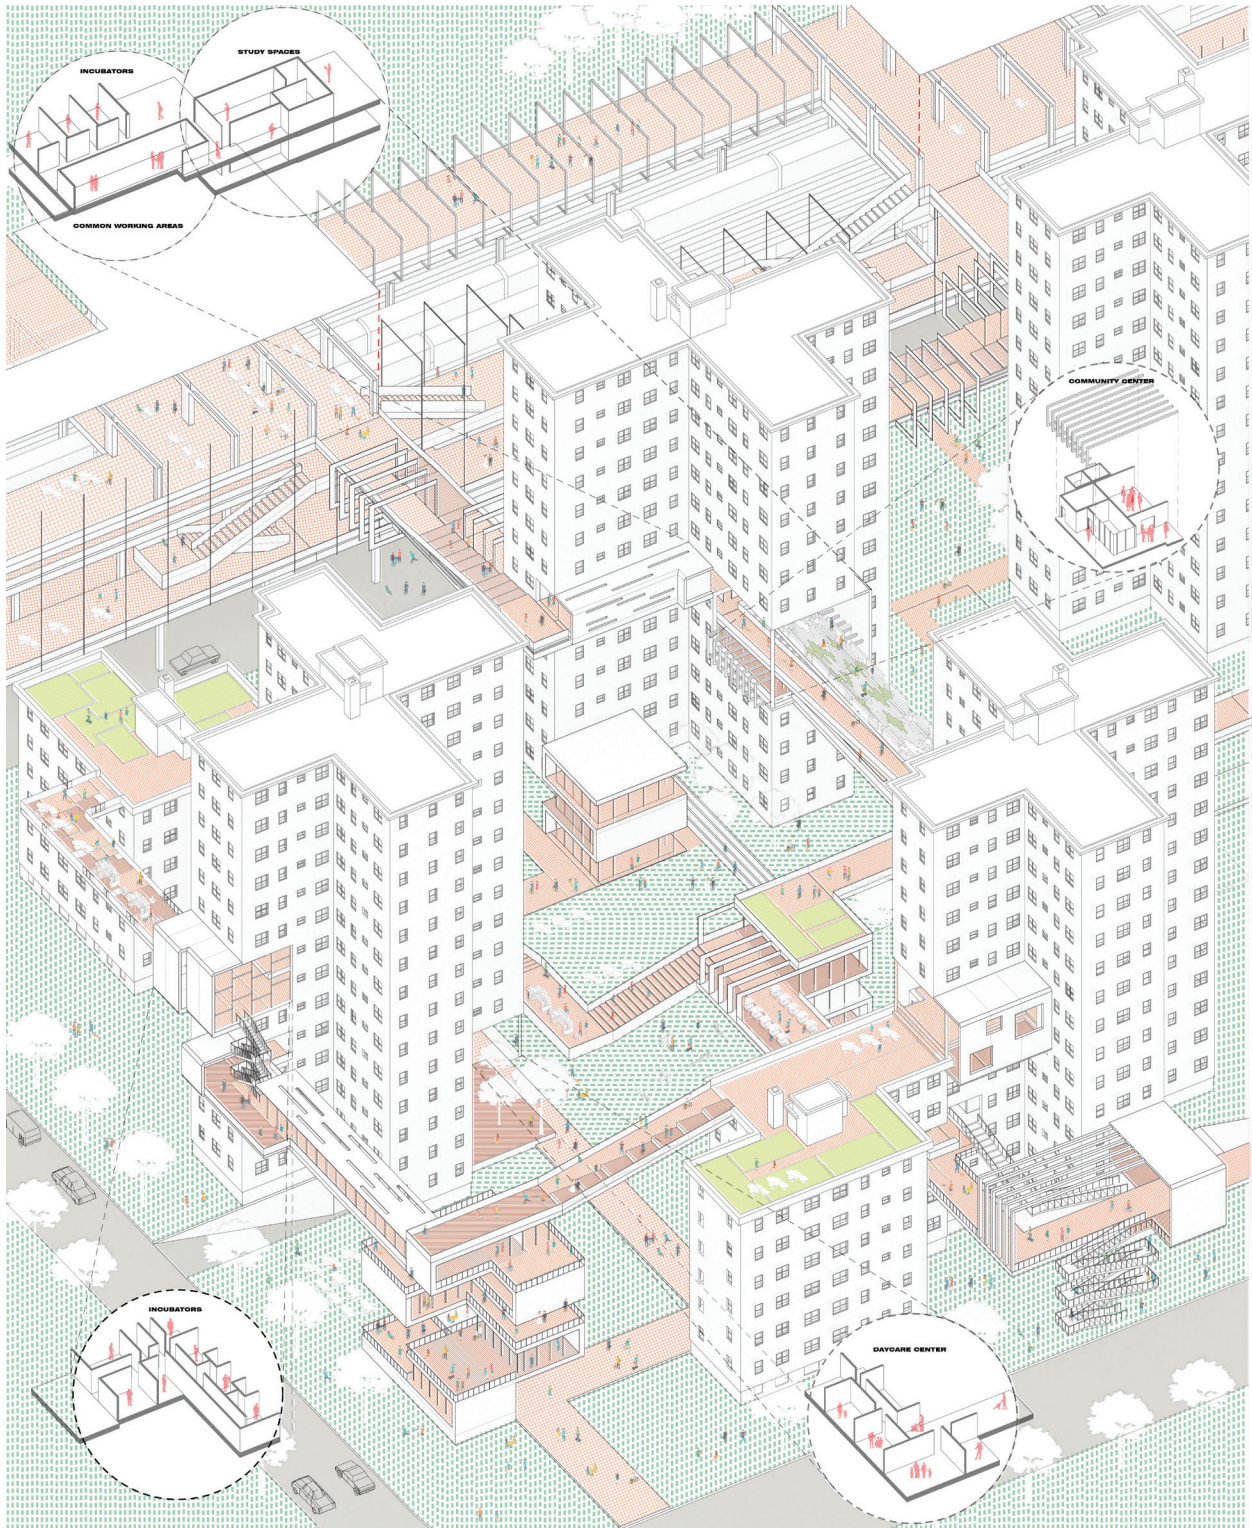 STUDY SPACES
INCUBATORS
COMMON WORKING AREAS
COMMUNITY CENTER
INCUBATORS
DAYCARE CENTER